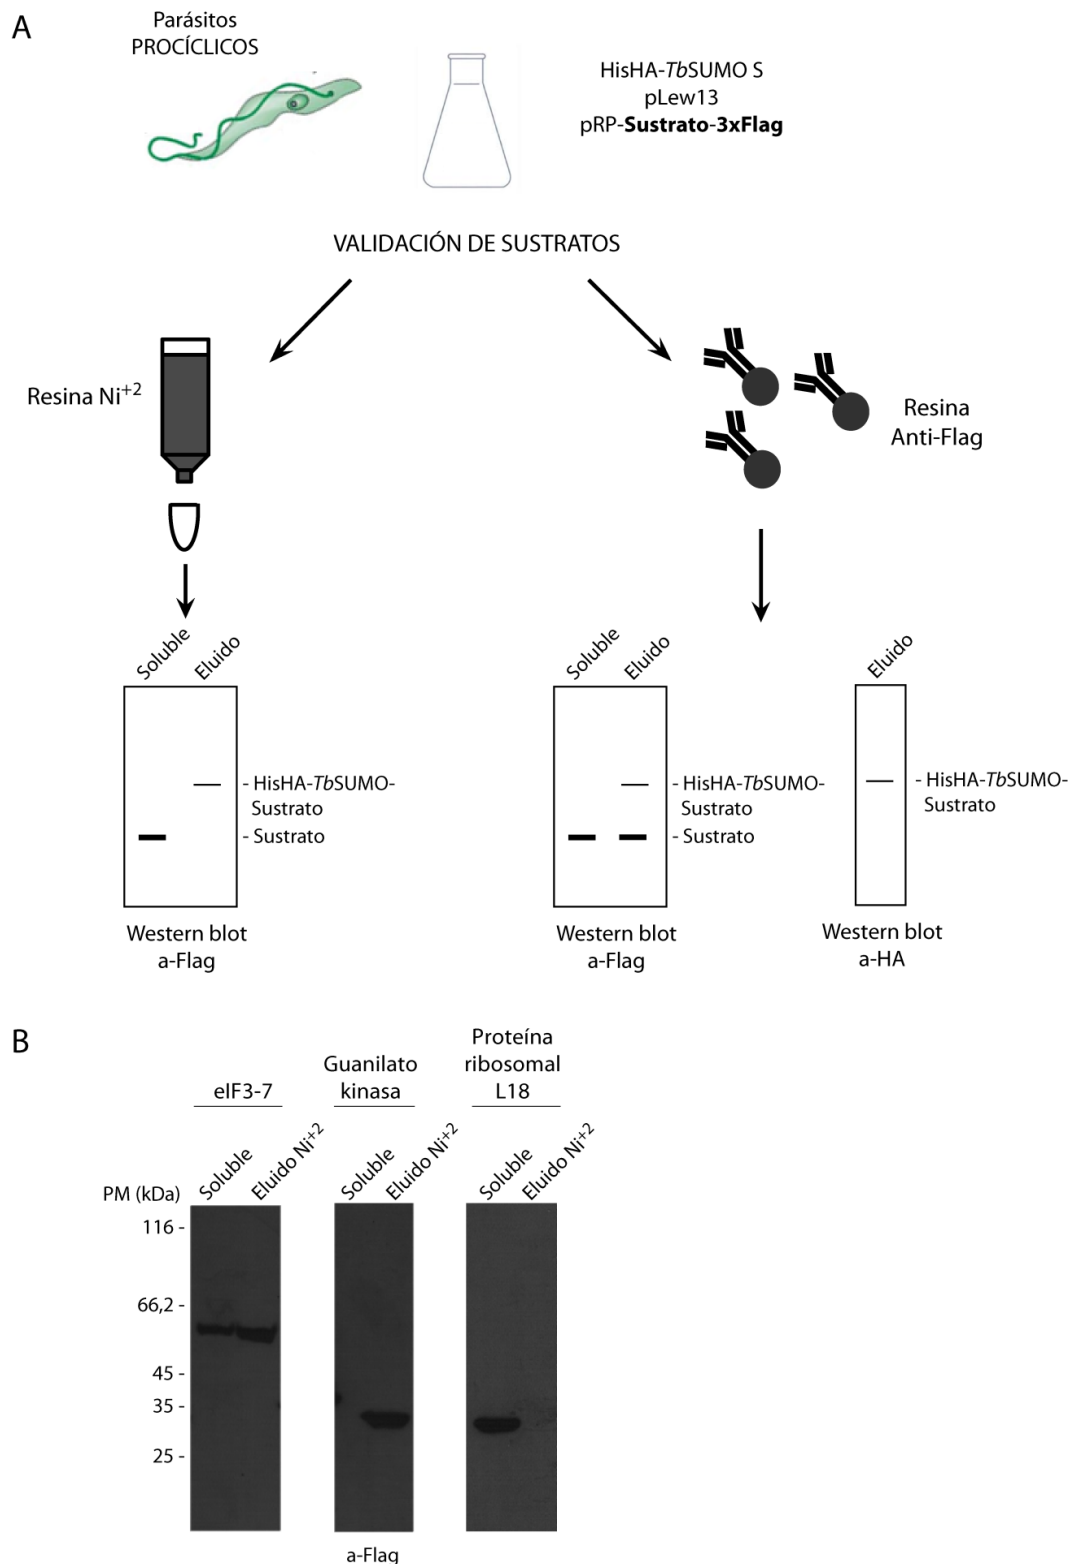 A
Parásitos
PROCÍCLICOS
HisHA-TbSUMO S
pLew13
pRP-Sustrato-3xFlag
VALIDACIÓN DE SUSTRATOS
Resina Ni+2
Resina
Anti-Flag
Soluble
Eluido
- HisHA-TbSUMO-
Sustrato
- Sustrato
Western blot
a-Flag
Soluble
Eluido
- HisHA-TbSUMO-
Sustrato
- Sustrato
Western blot
a-Flag
Eluido
- HisHA-TbSUMO-
Sustrato
Western blot
a-HA
B
eIF3-7
Guanilato
kinasa
Proteína
ribosomal
L18
Soluble
Eluido Ni+2
Soluble
Eluido Ni+2
Soluble
Eluido Ni+2
PM (kDa)
116 -
66,2 -
45 -
35 -
25 -
a-Flag